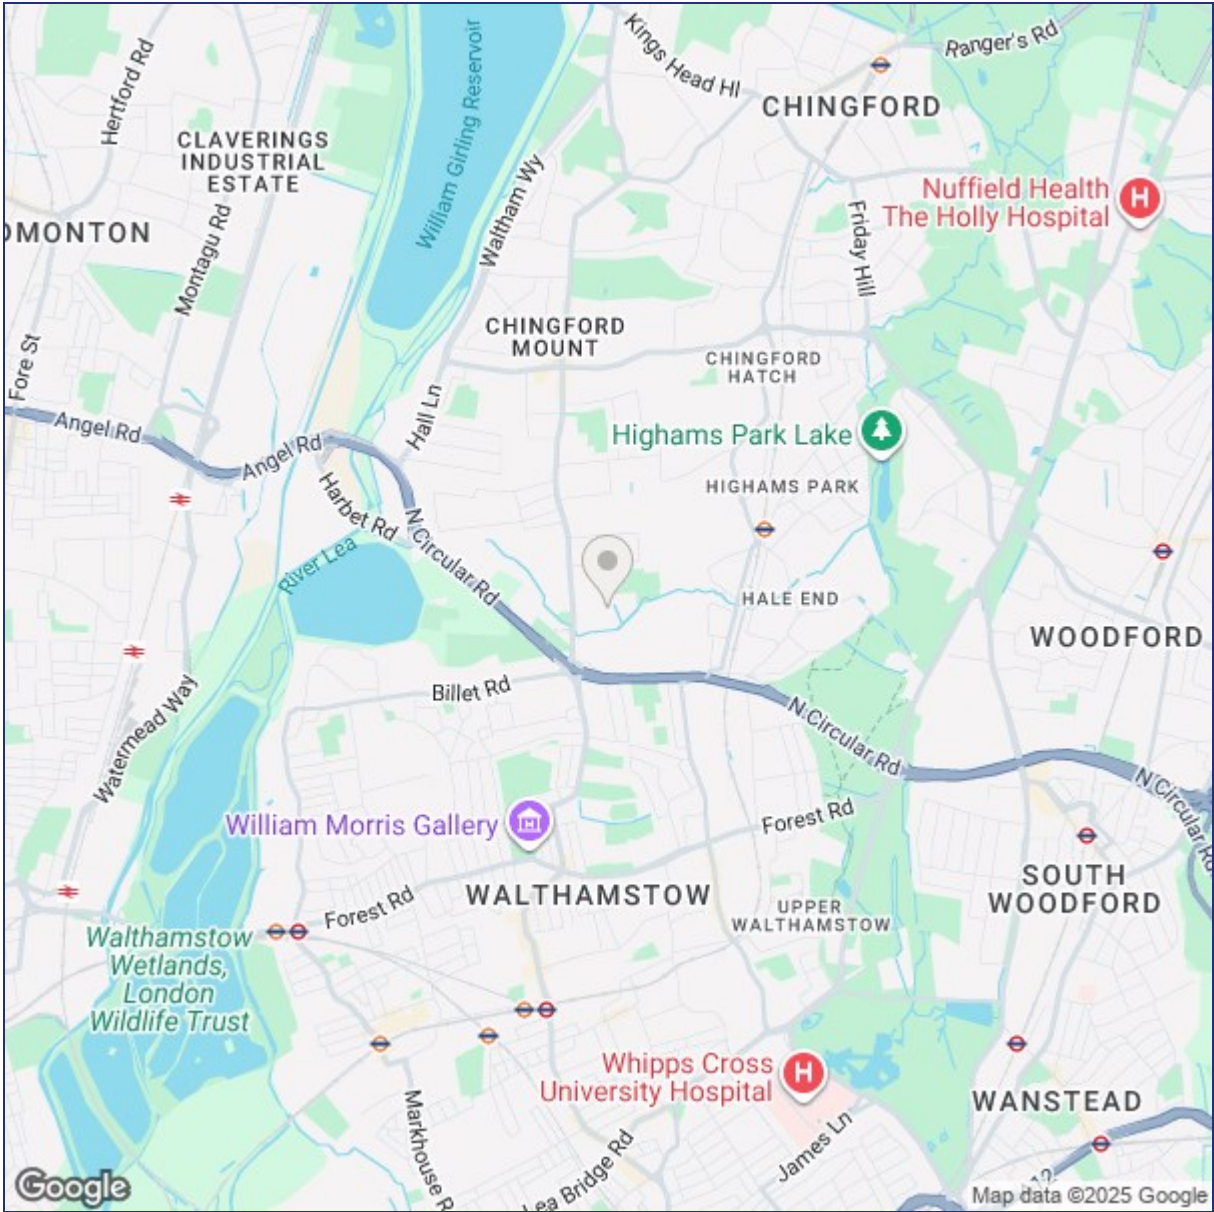 Ranger's Rd
Kings Head Hl
Hertford Rd
CHINGFORD
CLAVERINGS
INDUSTRIAL
ESTATE
William Girling Reservoir
Waltham Wy
Nuffield Health
The Holly Hospital
H
DMONTON
Montagu Rd
Friday Hill
CHINGFORD
MOUNT
Fore St
CHINGFORD
HATCH
Hall Ln
Angel Rd
Angel Rd
Highams Park Lake
HIGHAMS PARK
Harbet Rd
N Circular Rd
River Lea
HALE END
WOODFORD
Billet Rd
Watermead Way
N Circular Rd
N Circular Rd
William Morris Gallery
Forest Rd
WALTHAMSTOW
SOUTH
WOODFORD
Forest Rd
UPPER
WALTHAMSTOW
Walthamstow
Wetlands,
London
Wildlife Trust
Whipps Cross
University Hospital
H
WANSTEAD
Markhouse R
Lea Bridge Rd
James Ln
12
Google
Map data ©2025 Google